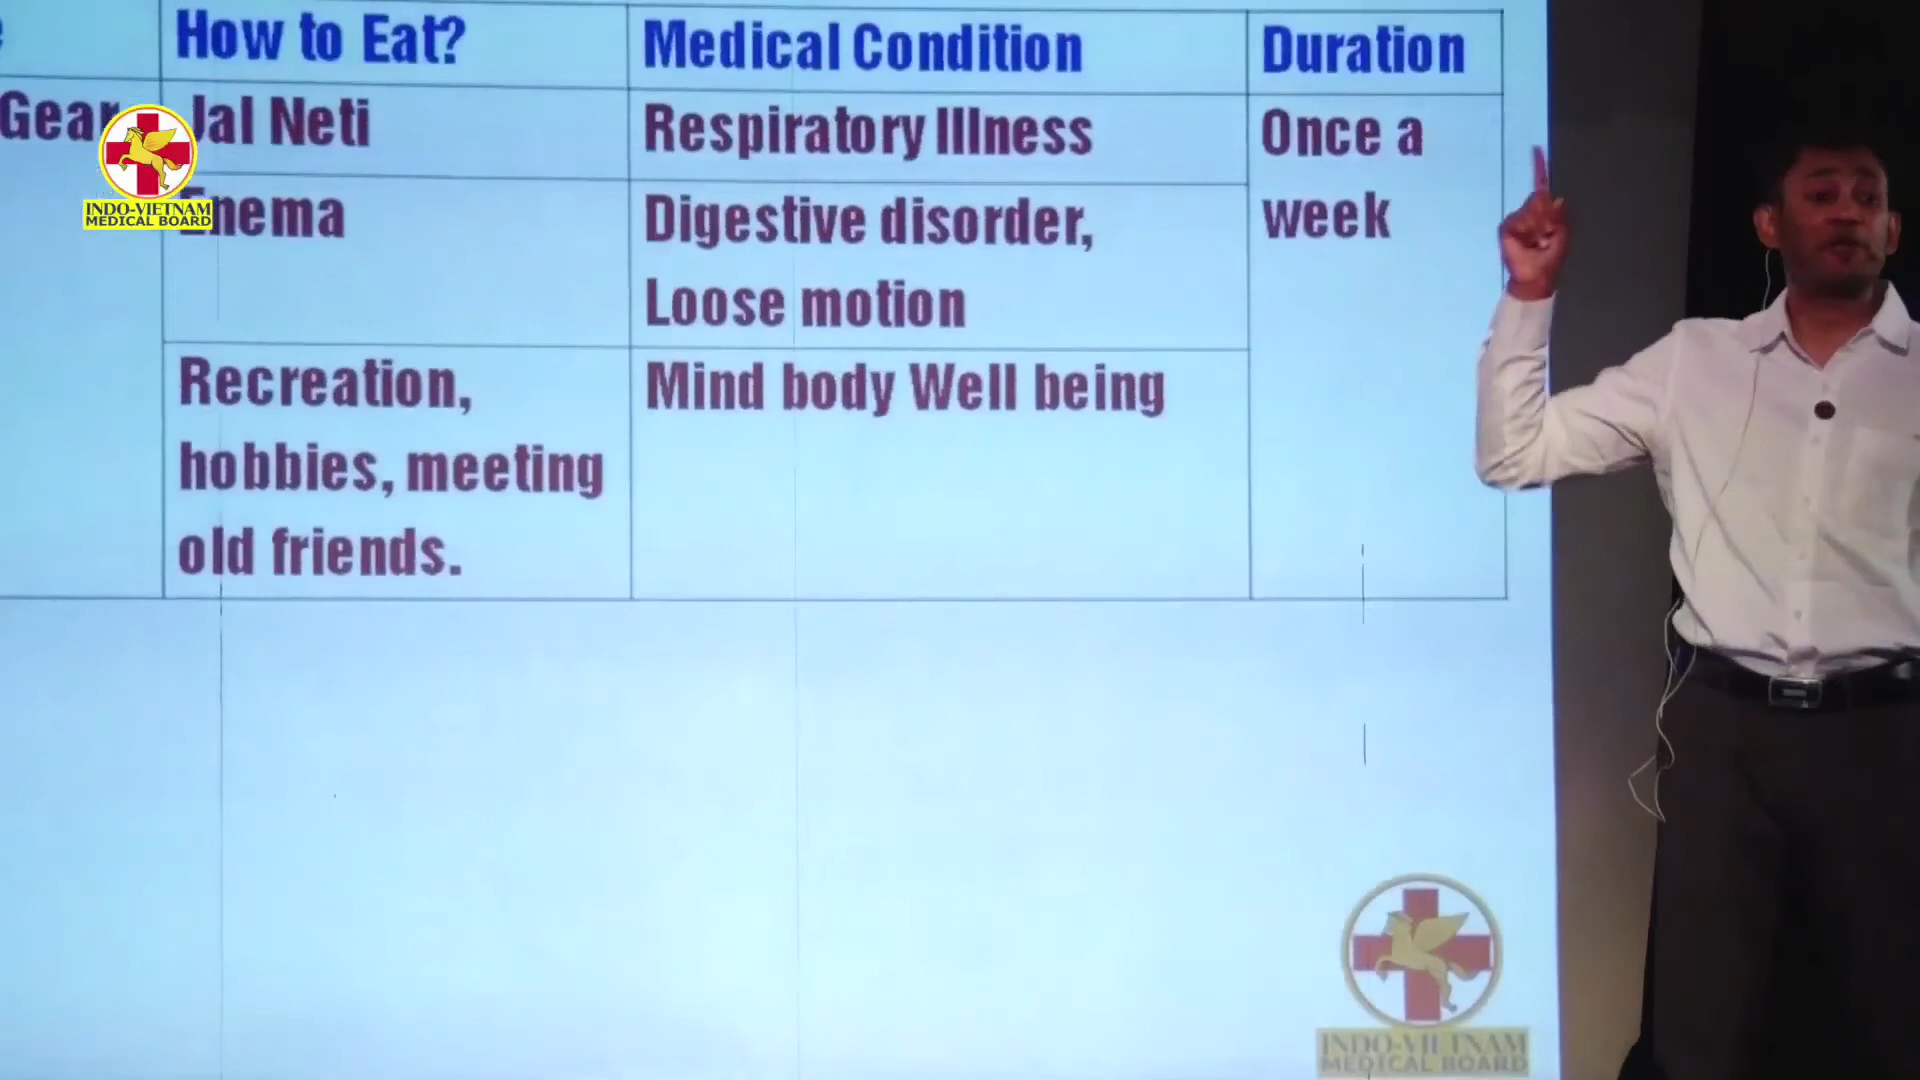 How to Eat?
Medical Condition
Duration
Gear
Jal Neti
Respiratory Illness
Once a
week
Enema
Digestive disorder,
Loose motion
Recreation,
hobbies, meeting
old friends.
Mind body Well being
INDO-VIETNAM
MEDICAL BOARD
INDO-VIETNAM
MEDICAL BOARD